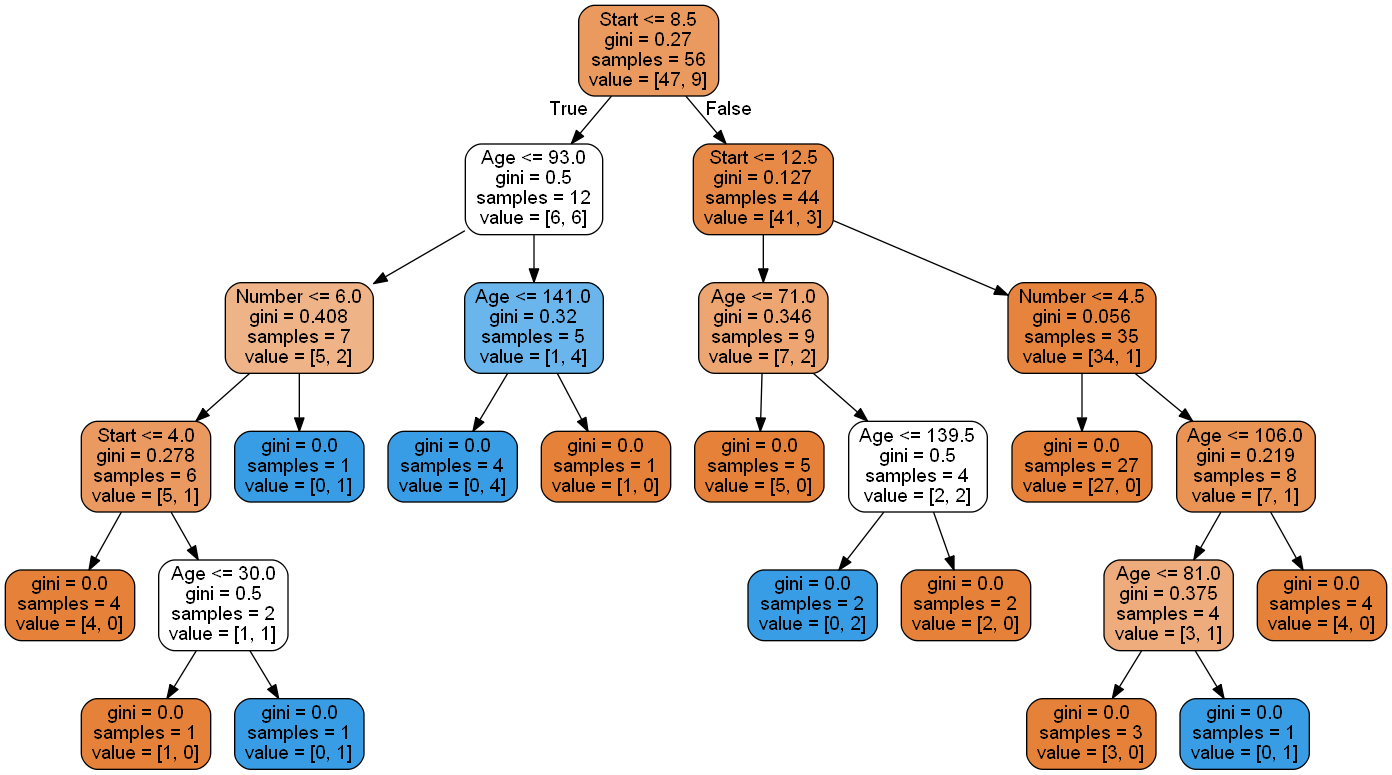 Start <= 8.5
gini = 0.27
samples = 56
value = [47, 9]
True
False
Age <= 93.0
gini = 0.5
samples = 12
value = [6, 6]
Start <= 12.5
gini = 0.127
samples = 44
value = [41, 3]
Number <= 6.0
gini = 0.408
samples = 7
value = [5, 2]
Age <= 141.0
gini = 0.32
samples = 5
value = [1, 4]
Age <= 71.0
gini = 0.346
samples = 9
value = [7, 2]
Number <= 4.5
gini = 0.056
samples = 35
value = [34, 1]
Start <= 4.0
gini = 0.278
samples = 6
value = [5, 1]
gini = 0.0
samples = 1
value = [0, 1]
gini = 0.0
samples = 4
value = [0, 4]
gini = 0.0
samples = 1
value = [1, 0]
gini = 0.0
samples = 5
value = [5, 0]
Age <= 139.5
gini = 0.5
samples = 4
value = [2, 2]
gini = 0.0
samples = 27
value = [27, 0]
Age <= 106.0
gini = 0.219
samples = 8
value = [7, 1]
gini = 0.0
samples = 4
value = [4, 0]
Age <= 30.0
gini = 0.5
samples = 2
value = [1, 1]
gini = 0.0
samples = 2
value = [0, 2]
gini = 0.0
samples = 2
value = [2, 0]
Age <= 81.0
gini = 0.375
samples = 4
value = [3, 1]
gini = 0.0
samples = 4
value = [4, 0]
gini = 0.0
samples = 1
value = [1, 0]
gini = 0.0
samples = 1
value = [0, 1]
gini = 0.0
samples = 3
value = [3, 0]
gini = 0.0
samples = 1
value = [0, 1]